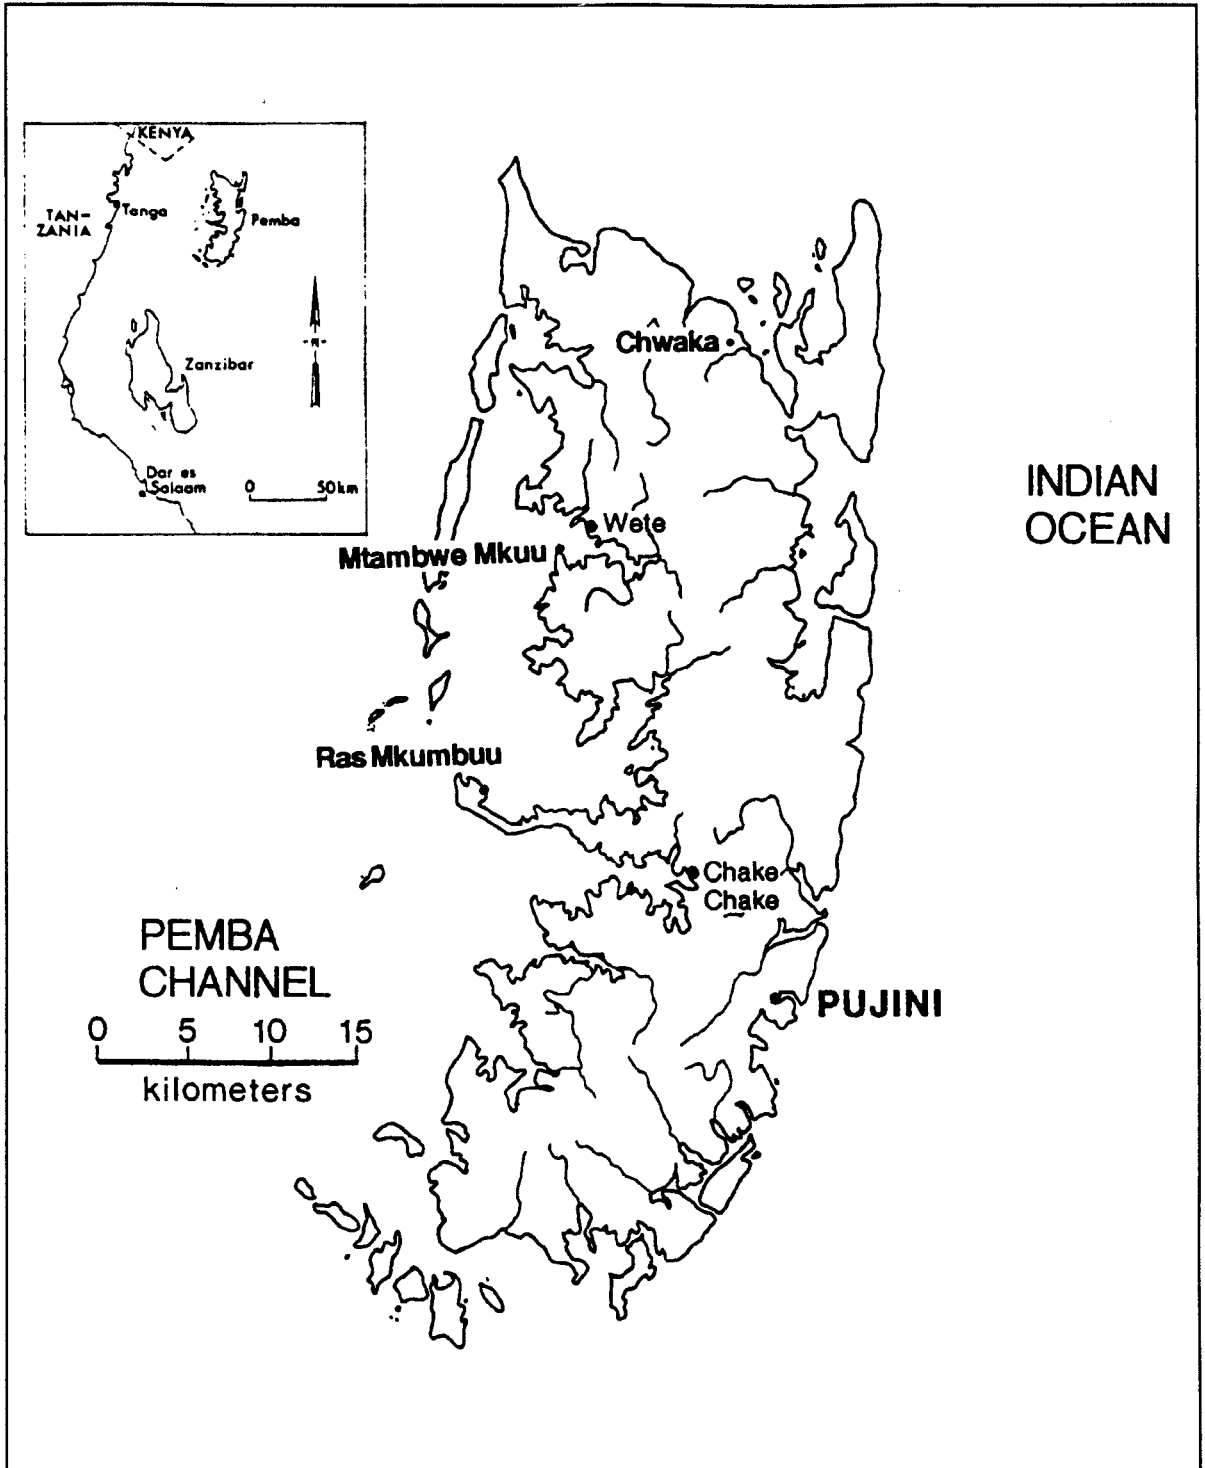 KENYA
TAN-
ZANIA
Tanga
Pemba
Zanzibar
Dar es
Salaam
0 50km
Chwaka
INDIAN
OCEAN
Wete
Mtambwe Mkuu
Ras Mkumbuu
Chake
Chake
PEMBA
CHANNEL
PUJINI
0 5 10 15
kilometers